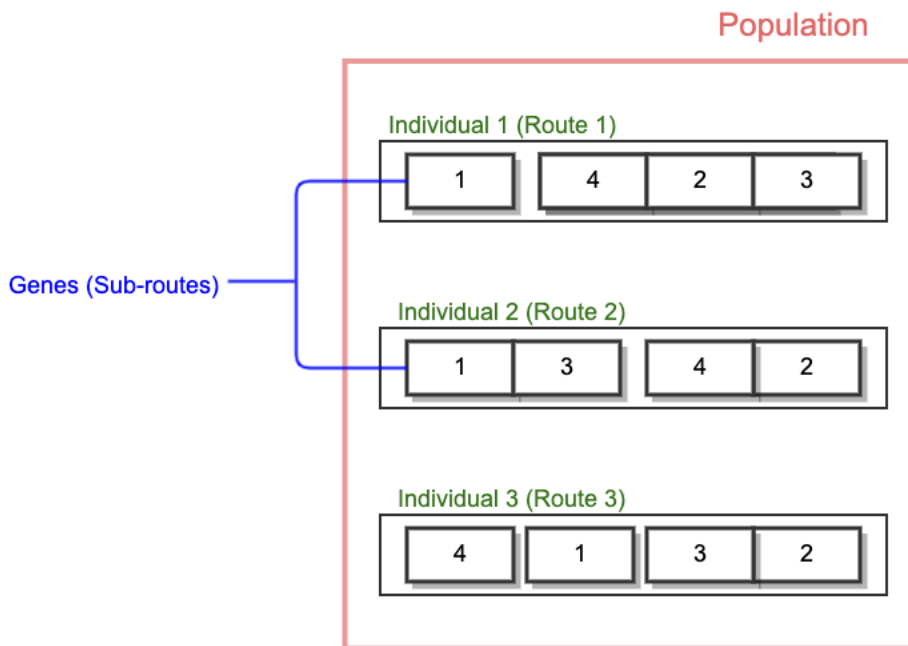 Population
Individual 1 (Route 1)
1 4 2 3
Genes (Sub-routes)
Individual 2 (Route 2)
1 3 4 2
Individual 3 (Route 3)
4 1 3 2